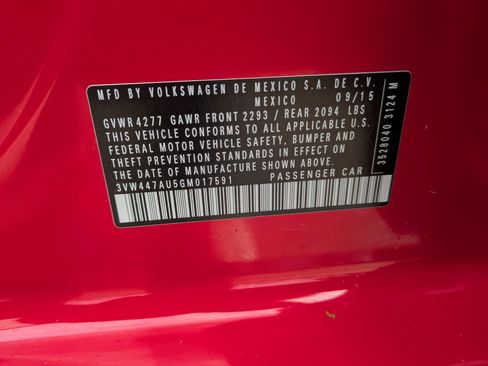 MFD BY VOLKSWAGEN DE MEXICO S.A. DE C.V.
MEXICO 09/15
GVWR 4277 GAWR FRONT 2293 / REAR 2094 LBS
THIS VEHICLE CONFORMS TO ALL APPLICABLE U.S.
FEDERAL MOTOR VEHICLE SAFETY, BUMPER AND
THEFT PREVENTION STANDARDS IN EFFECT ON
THE DATE OF MANUFACTURE SHOWN ABOVE.
3VW447AU5GM017591 PASSENGER CAR
3528040 3124 M